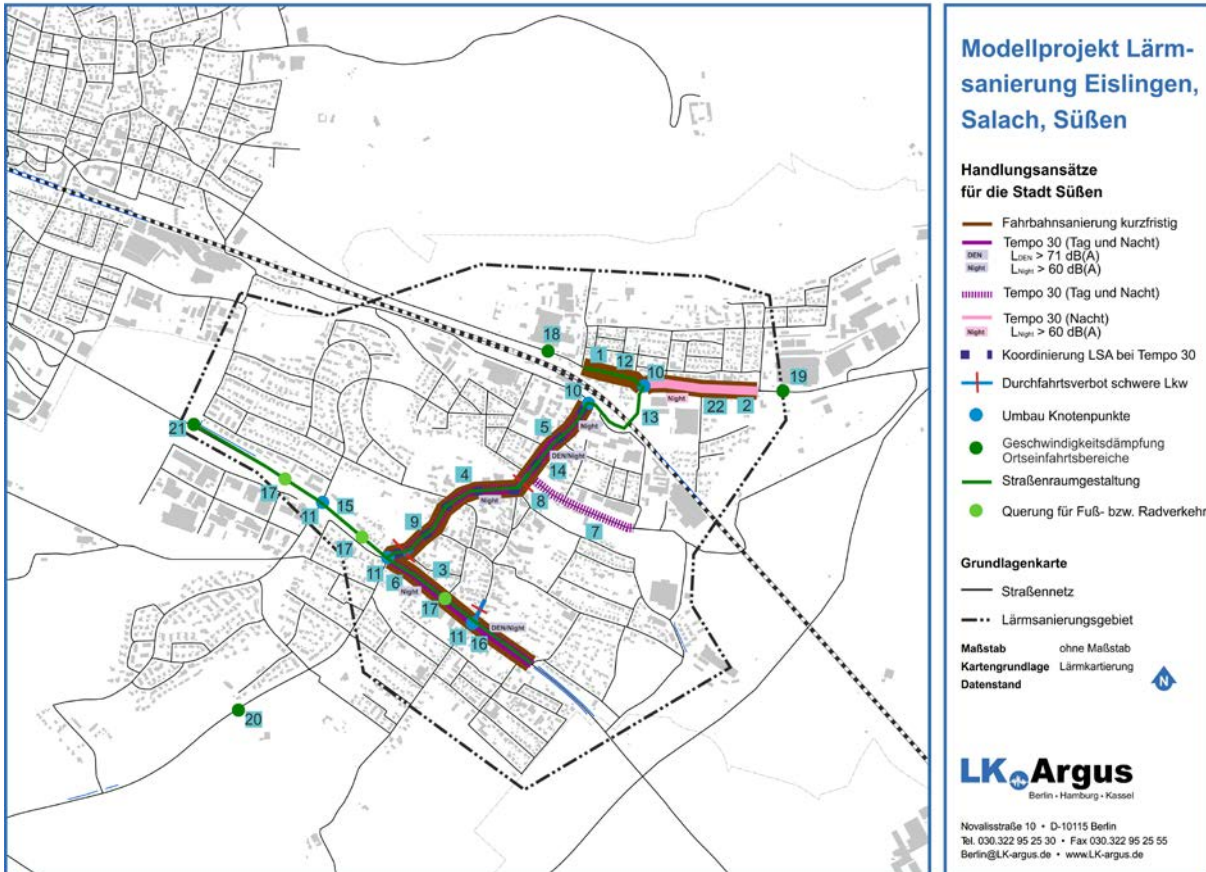 18
1
12
10
19
10
13
22
2
Night
Night
5
DEN/Night
21
4
14
Night
8
17
15
11
7
9
17
11
3
6
Night
17
DEN/Night
11
16
20
Modellprojekt Lärm-
sanierung Eislingen,
Salach, Süßen
Handlungsansätze
für die Stadt Süßen
Fahrbahnsanierung kurzfristig
Tempo 30 (Tag und Nacht)
DEN LDEN > 71 dB(A)
Night LNight > 60 dB(A)
Tempo 30 (Tag und Nacht)
Tempo 30 (Nacht)
Night LNight > 60 dB(A)
Koordinierung LSA bei Tempo 30
Durchfahrtsverbot schwere Lkw
Umbau Knotenpunkte
Geschwindigkeitsdämpfung
Ortseinfahrtsbereiche
Straßenraumgestaltung
Querung für Fuß- bzw. Radverkehr
Grundlagenkarte
Straßennetz
Lärmsanierungsgebiet
Maßstab ohne Maßstab
Kartengrundlage Lärmkartierung
Datenstand
N
LK Argus
Berlin • Hamburg • Kassel
Novalisstraße 10 • D-10115 Berlin
Tel. 030.322 95 25 30 • Fax 030.322 95 25 55
Berlin@LK-argus.de • www.LK-argus.de